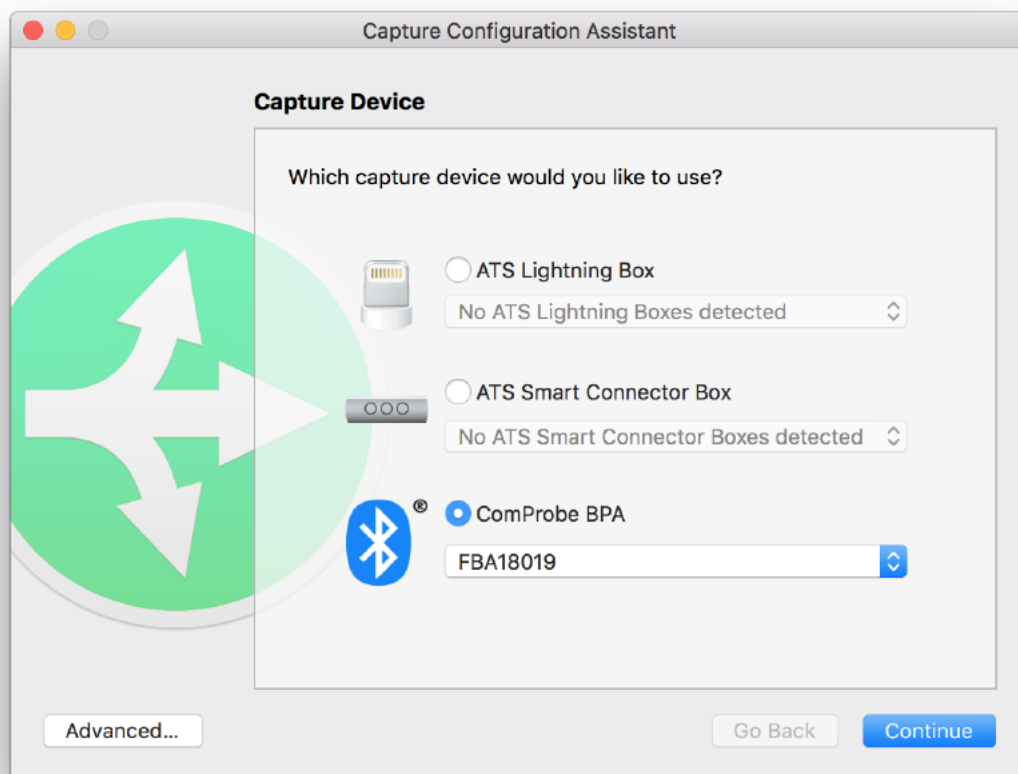 Capture Configuration Assistant
Capture Device
Which capture device would you like to use?
ATS Lightning Box
No ATS Lightning Boxes detected
ATS Smart Connector Box
No ATS Smart Connector Boxes detected
®
ComProbe BPA
FBA18019
Advanced...
Go Back
Continue